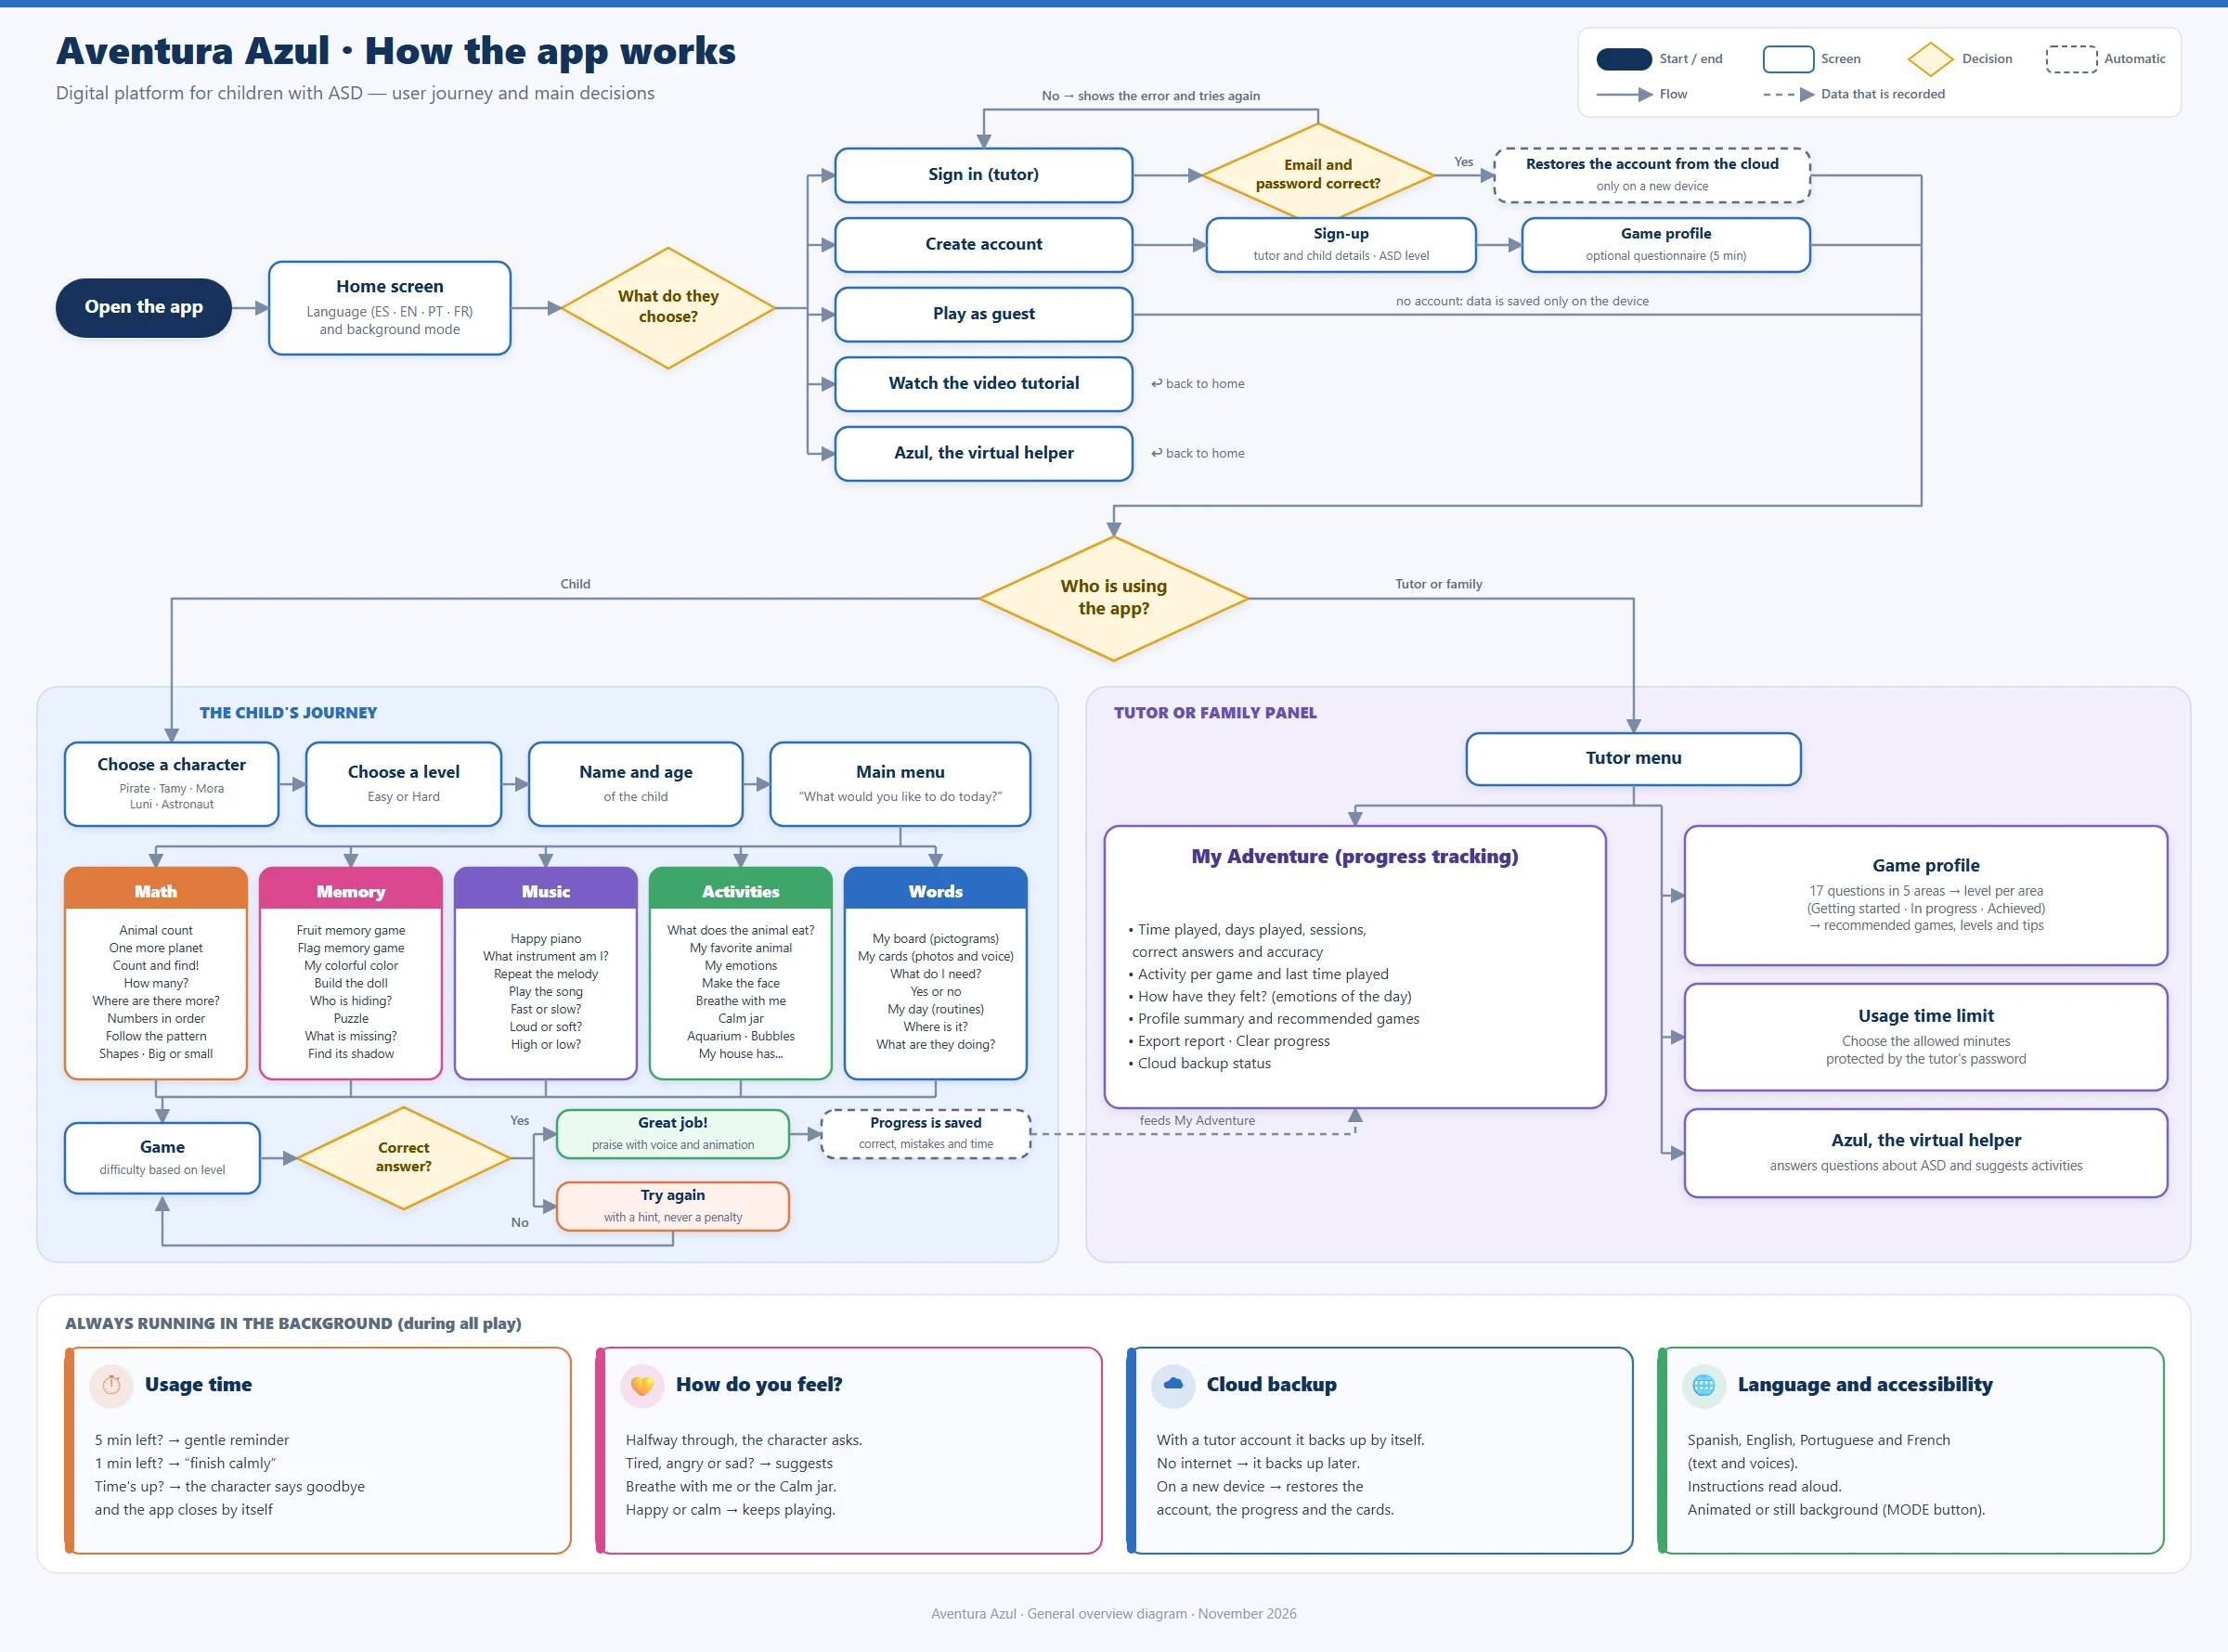 Aventura Azul · How the app works
Digital platform for children with ASD — user journey and main decisions
Start / end
Screen
Decision
Automatic
Flow
Data that is recorded
No → shows the error and tries again
Sign in (tutor)
Email and
password correct?
Yes
Restores the account from the cloud
only on a new device
Create account
Sign-up
tutor and child details · ASD level
Game profile
optional questionnaire (5 min)
Open the app
Home screen
Language (ES · EN · PT · FR)
and background mode
What do they
choose?
Play as guest
no account: data is saved only on the device
Watch the video tutorial
↩ back to home
Azul, the virtual helper
↩ back to home
Who is using
the app?
Child
Tutor or family
THE CHILD'S JOURNEY
Choose a character
Pirate · Tamy · Mora
Luni · Astronaut
Choose a level
Easy or Hard
Name and age
of the child
Main menu
“What would you like to do today?”
Math
Animal count
One more planet
Count and find!
How many?
Where are there more?
Numbers in order
Follow the pattern
Shapes · Big or small
Memory
Fruit memory game
Flag memory game
My colorful color
Build the doll
Who is hiding?
Puzzle
What is missing?
Find its shadow
Music
Happy piano
What instrument am I?
Repeat the melody
Play the song
Fast or slow?
Loud or soft?
High or low?
Activities
What does the animal eat?
My favorite animal
My emotions
Make the face
Breathe with me
Calm jar
Aquarium · Bubbles
My house has...
Words
My board (pictograms)
My cards (photos and voice)
What do I need?
Yes or no
My day (routines)
Where is it?
What are they doing?
Game
difficulty based on level
Correct
answer?
Yes
Great job!
praise with voice and animation
Progress is saved
correct, mistakes and time
No
Try again
with a hint, never a penalty
TUTOR OR FAMILY PANEL
Tutor menu
My Adventure (progress tracking)
• Time played, days played, sessions,
correct answers and accuracy
• Activity per game and last time played
• How have they felt? (emotions of the day)
• Profile summary and recommended games
• Export report · Clear progress
• Cloud backup status
feeds My Adventure
Game profile
17 questions in 5 areas → level per area
(Getting started · In progress · Achieved)
→ recommended games, levels and tips
Usage time limit
Choose the allowed minutes
protected by the tutor's password
Azul, the virtual helper
answers questions about ASD and suggests activities
ALWAYS RUNNING IN THE BACKGROUND (during all play)
Usage time
5 min left? → gentle reminder
1 min left? → “finish calmly”
Time's up? → the character says goodbye
and the app closes by itself
How do you feel?
Halfway through, the character asks.
Tired, angry or sad? → suggests
Breathe with me or the Calm jar.
Happy or calm → keeps playing.
Cloud backup
With a tutor account it backs up by itself.
No internet → it backs up later.
On a new device → restores the
account, the progress and the cards.
Language and accessibility
Spanish, English, Portuguese and French
(text and voices).
Instructions read aloud.
Animated or still background (MODE button).
Aventura Azul · General overview diagram · November 2026